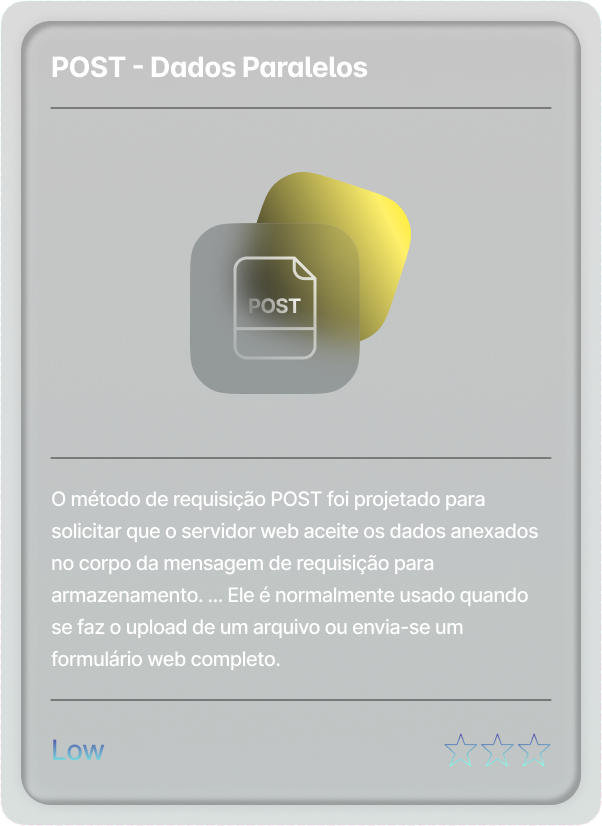 POST - Dados Paralelos
POST
O método de requisição POST foi projetado para
solicitar que o servidor web aceite os dados anexados
no corpo da mensagem de requisição para
armazenamento. ... Ele é normalmente usado quando
se faz o upload de um arquivo ou envia-se um
formulário web completo.
Low